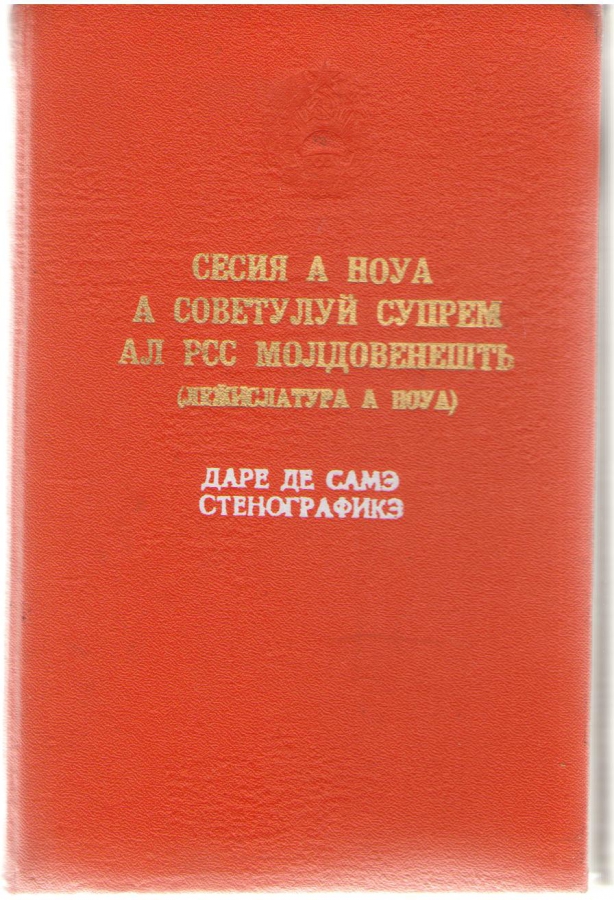 СЕСИЯ А НОУА
А СОВЕТУЛУЙ СУПРЕМ
АЛ РСС МОЛДОВЕНЕШТЬ
(ЛЕЖИСЛАТУРА А НОУА)
ДАРЕ ДЕ САМЭ
СТЕНОГРАФИКЭ